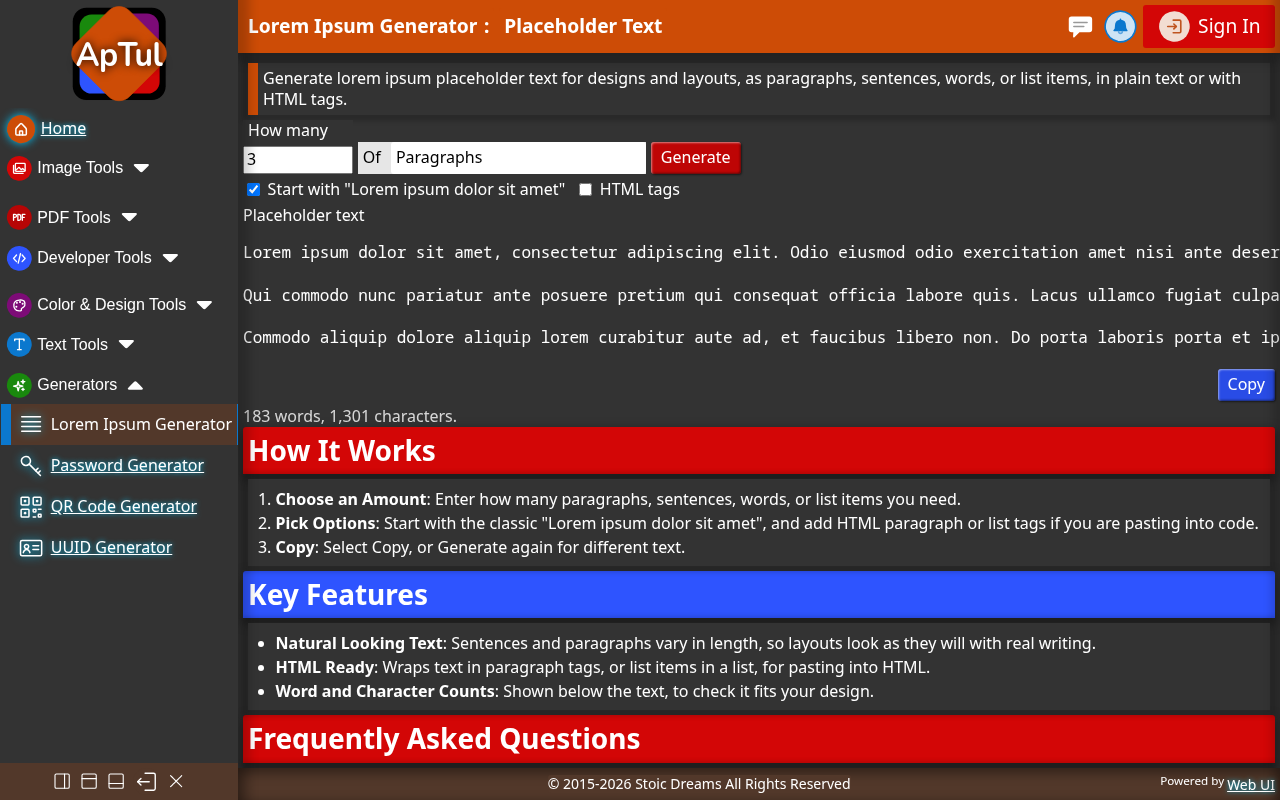 ApTul
Home
Image Tools
PDF
PDF Tools
Developer Tools
Color & Design Tools
Text Tools
Generators
Lorem Ipsum Generator
Password Generator
QR Code Generator
UUID Generator
Lorem Ipsum Generator : Placeholder Text
Sign In
Generate lorem ipsum placeholder text for designs and layouts, as paragraphs, sentences, words, or list items, in plain text or with
HTML tags.
How many
3 Of Paragraphs Generate
Start with "Lorem ipsum dolor sit amet" HTML tags
Placeholder text
Lorem ipsum dolor sit amet, consectetur adipiscing elit. Odio eiusmod odio exercitation amet nisi ante deser
Qui commodo nunc pariatur ante posuere pretium qui consequat officia labore quis. Lacus ullamco fugiat culpa
Commodo aliquip dolore aliquip lorem curabitur aute ad, et faucibus libero non. Do porta laboris porta et ip
Copy
183 words, 1,301 characters.
How It Works
1. Choose an Amount: Enter how many paragraphs, sentences, words, or list items you need.
2. Pick Options: Start with the classic "Lorem ipsum dolor sit amet", and add HTML paragraph or list tags if you are pasting into code.
3. Copy: Select Copy, or Generate again for different text.
Key Features
• Natural Looking Text: Sentences and paragraphs vary in length, so layouts look as they will with real writing.
• HTML Ready: Wraps text in paragraph tags, or list items in a list, for pasting into HTML.
• Word and Character Counts: Shown below the text, to check it fits your design.
Frequently Asked Questions
© 2015-2026 Stoic Dreams All Rights Reserved
Powered by Web UI